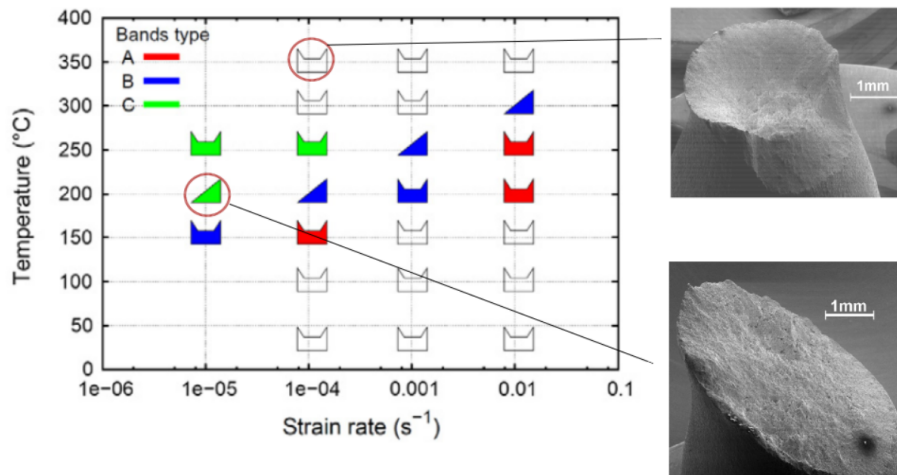 Bands type
A
B
C
Temperature (°C)
400
350
300
250
200
150
100
50
0
1e-06
1e-05
1e-04
0.001
0.01
0.1
Strain rate (s⁻¹)
1mm
1mm